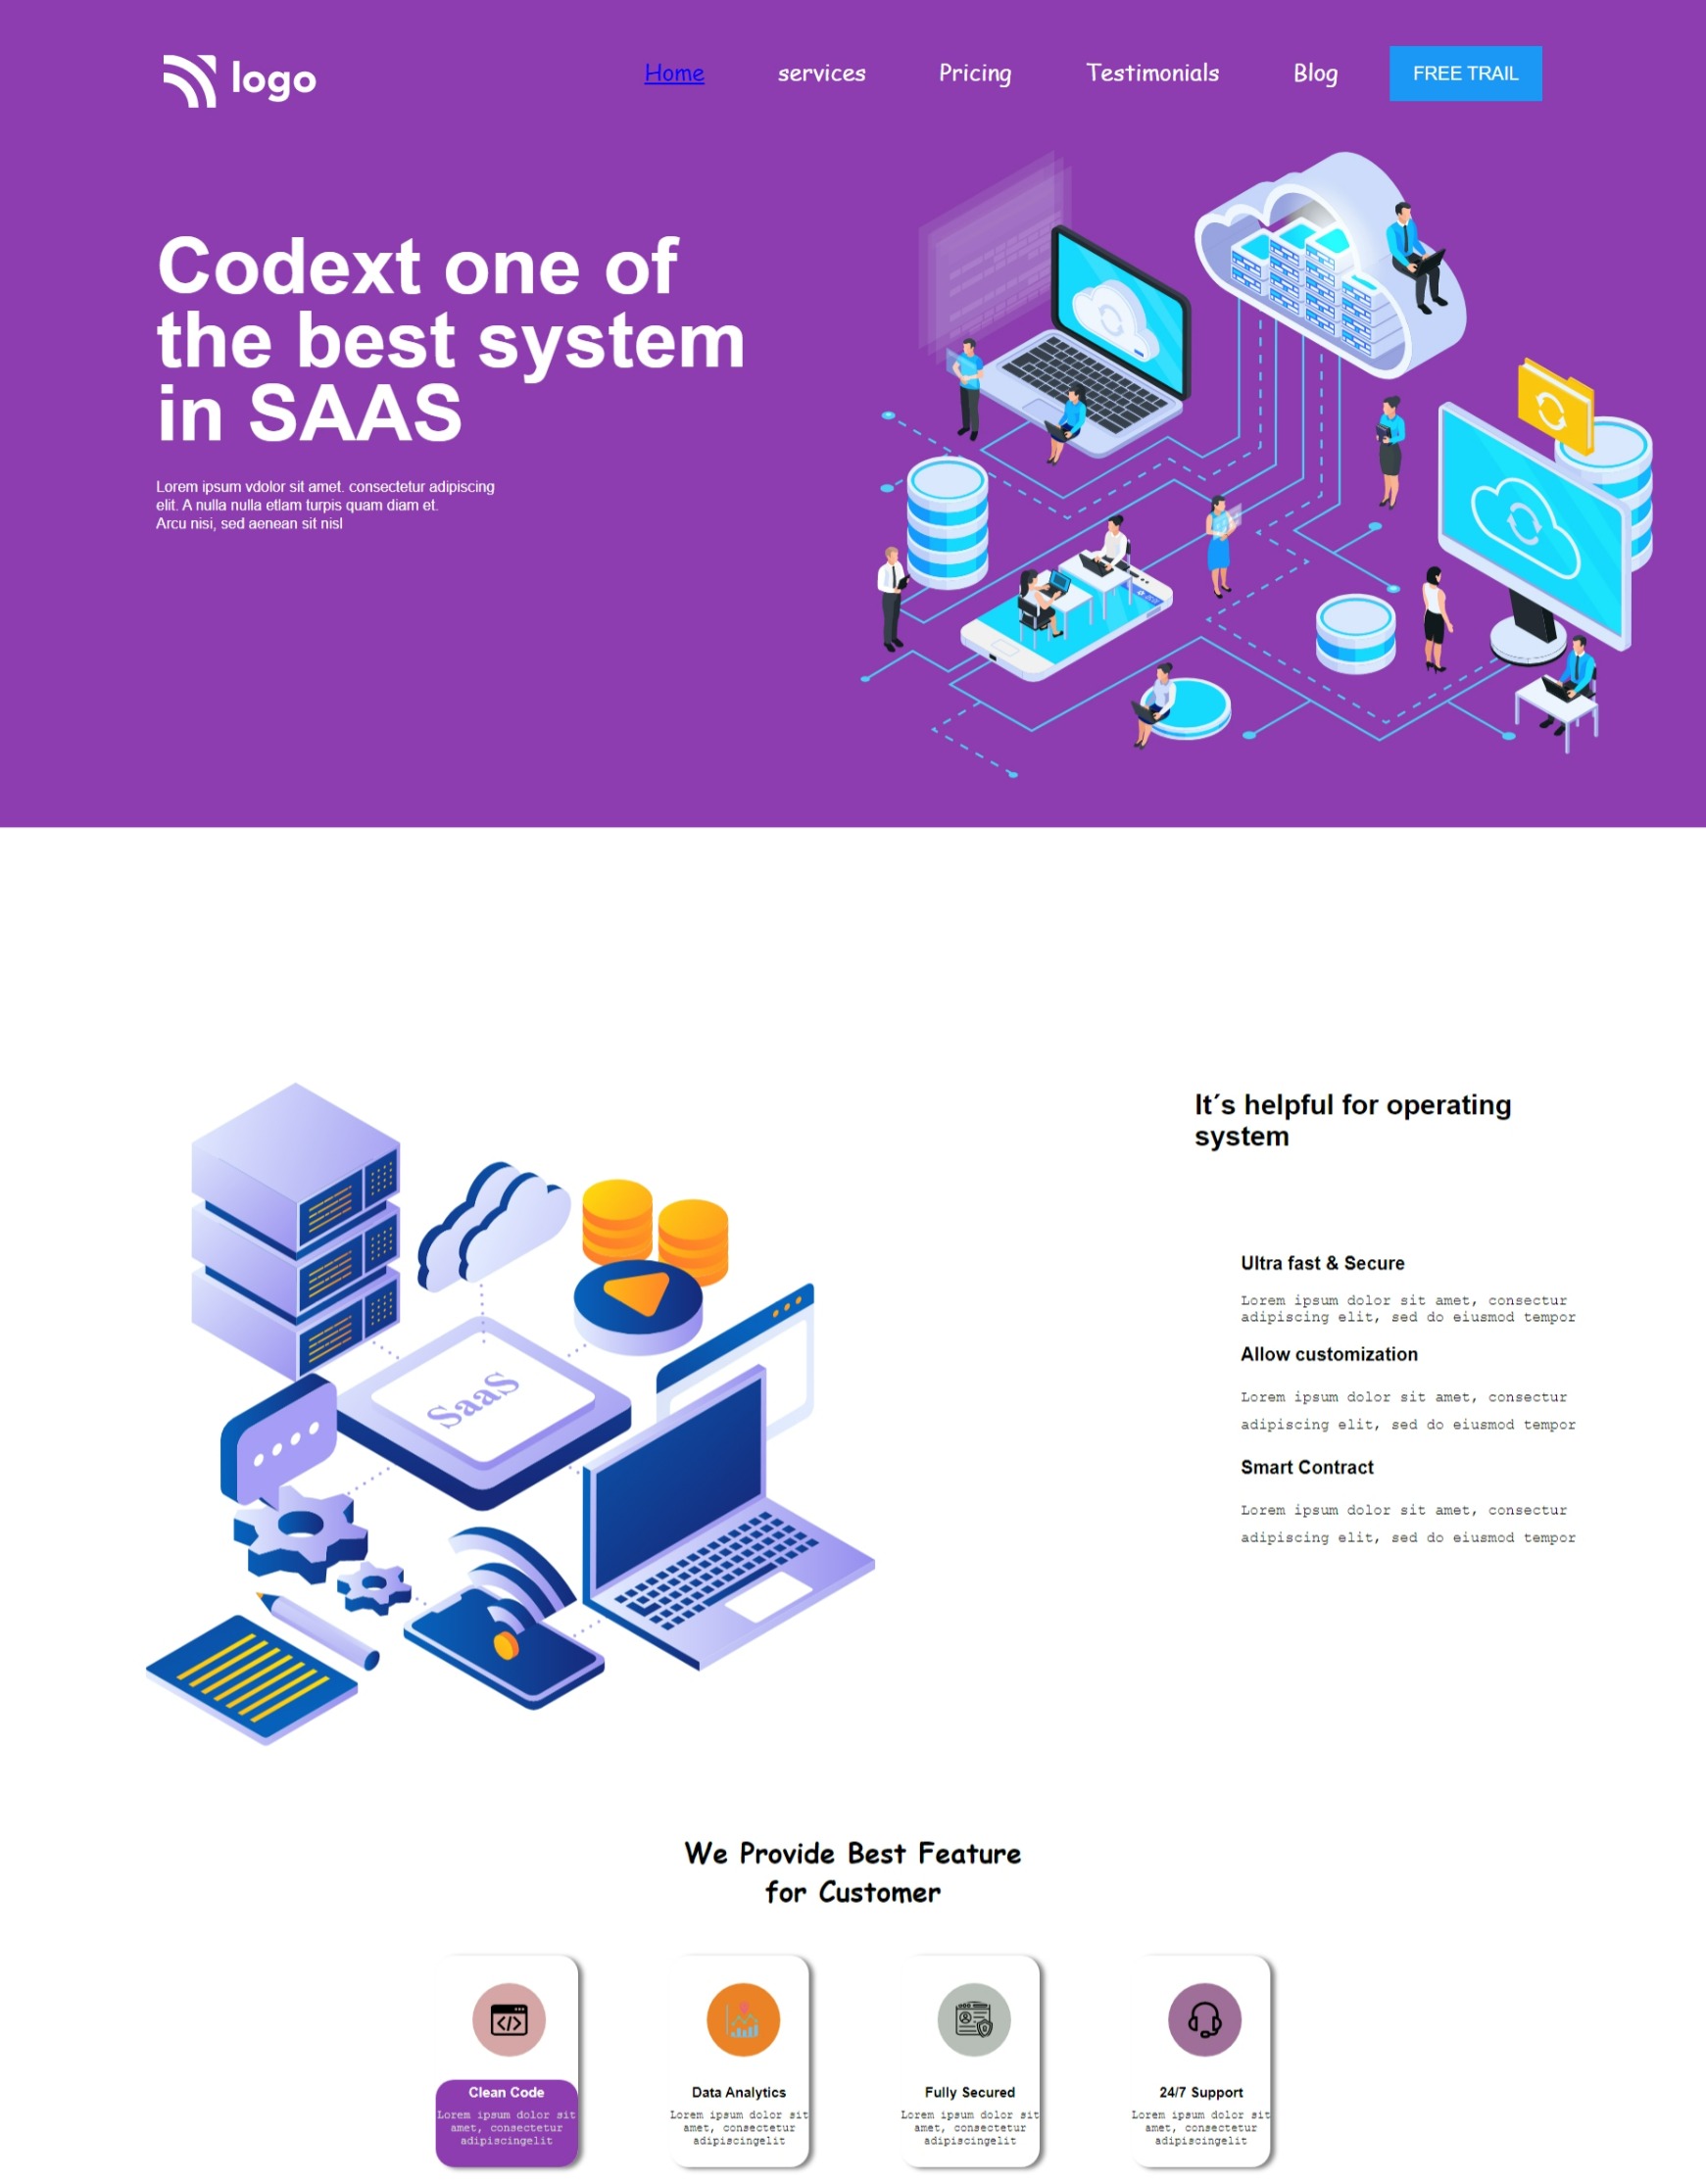 logo
Home
services
Pricing
Testimonials
Blog
FREE TRAIL
Codext one of
the best system
in SAAS
Lorem ipsum vdolor sit amet. consectetur adipiscing
elit. A nulla nulla etlam turpis quam diam et.
Arcu nisi, sed aenean sit nisl
SaaS
It´s helpful for operating
system
Ultra fast & Secure
Lorem ipsum dolor sit amet, consectur
adipiscing elit, sed do eiusmod tempor
Allow customization
Lorem ipsum dolor sit amet, consectur
adipiscing elit, sed do eiusmod tempor
Smart Contract
Lorem ipsum dolor sit amet, consectur
adipiscing elit, sed do eiusmod tempor
We Provide Best Feature
for Customer
</>
Clean Code
Lorem ipsum dolor sit
amet, consectetur
adipiscingelit
Data Analytics
Lorem ipsum dolor sit
amet, consectetur
adipiscingelit
Fully Secured
Lorem ipsum dolor sit
amet, consectetur
adipiscingelit
24/7 Support
Lorem ipsum dolor sit
amet, consectetur
adipiscingelit